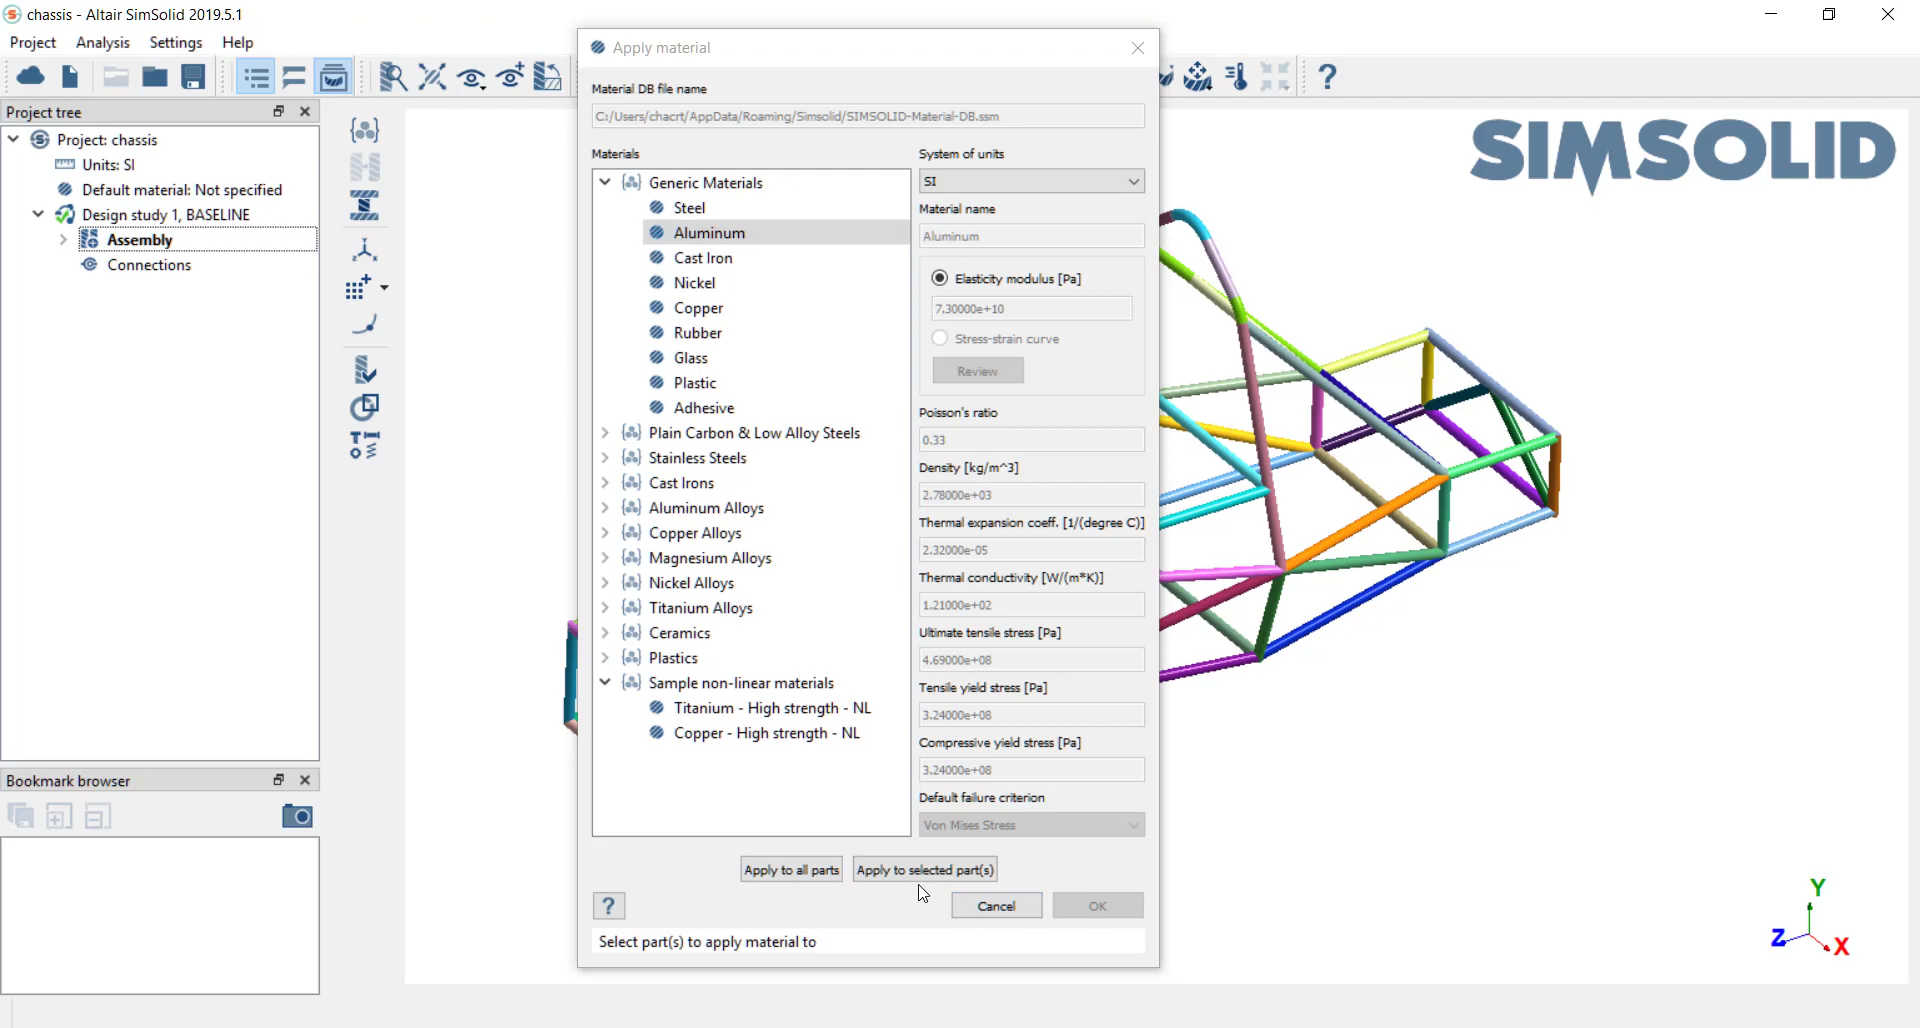 chassis - Altair SimSolid 2019.5.1
Project Analysis Settings Help
Project tree
Project: chassis
Units: SI
Default material: Not specified
Design study 1, BASELINE
Assembly
Connections
Bookmark browser
Apply material
Material DB file name
C:/Users/chacrt/AppData/Roaming/Simsolid/SIMSOLID-Material-DB.ssm
Materials
Generic Materials
Steel
Aluminum
Cast Iron
Nickel
Copper
Rubber
Glass
Plastic
Adhesive
Plain Carbon & Low Alloy Steels
Stainless Steels
Cast Irons
Aluminum Alloys
Copper Alloys
Magnesium Alloys
Nickel Alloys
Titanium Alloys
Ceramics
Plastics
Sample non-linear materials
Titanium - High strength - NL
Copper - High strength - NL
System of units
SI
Material name
Aluminum
Elasticity modulus [Pa]
7.30000e+10
Stress-strain curve
Review
Poisson's ratio
0.33
Density [kg/m^3]
2.78000e+03
Thermal expansion coeff. [1/(degree C)]
2.32000e-05
Thermal conductivity [W/(m*K)]
1.21000e+02
Ultimate tensile stress [Pa]
4.69000e+08
Tensile yield stress [Pa]
3.24000e+08
Compressive yield stress [Pa]
3.24000e+08
Default failure criterion
Von Mises Stress
Apply to all parts Apply to selected part(s)
? Cancel OK
Select part(s) to apply material to
?
SIMSOLID
Y
Z X